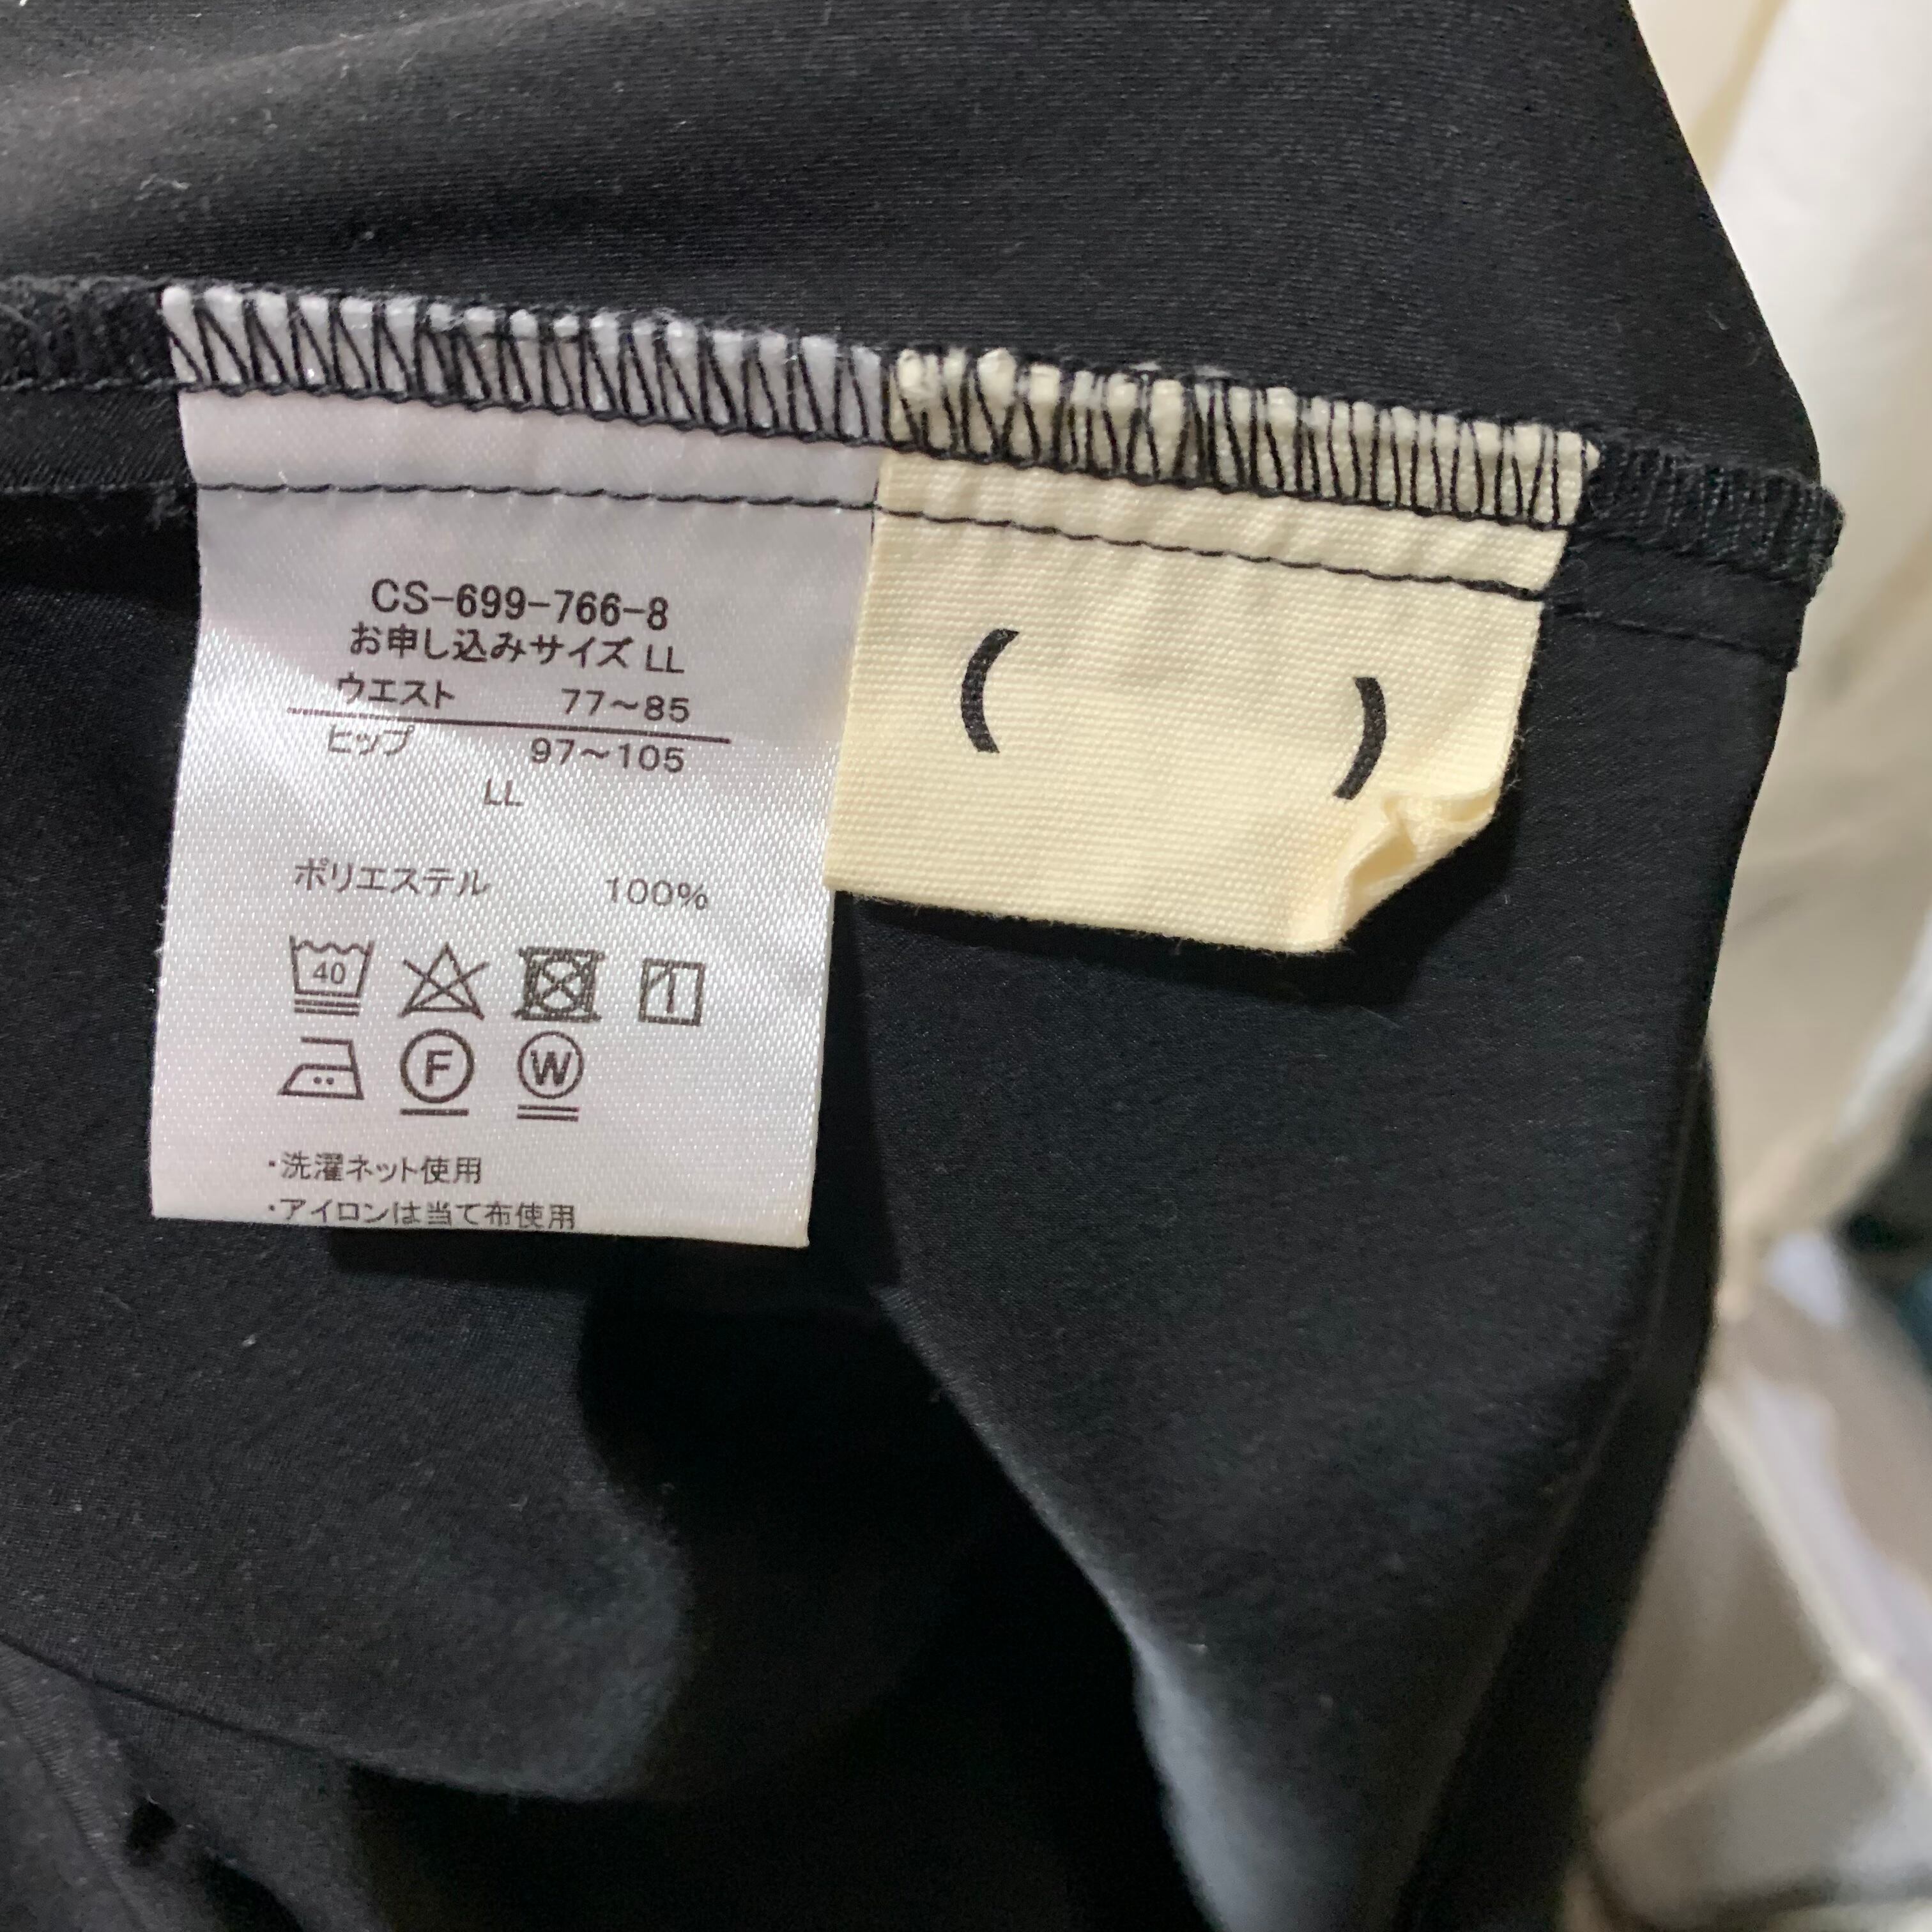 CS-699-766-8
お申し込みサイズ LL
ウエスト 77～85
ヒップ 97～105
LL
ポリエステル 100%
40
F W
・洗濯ネット使用
・アイロンは当て布使用
( )